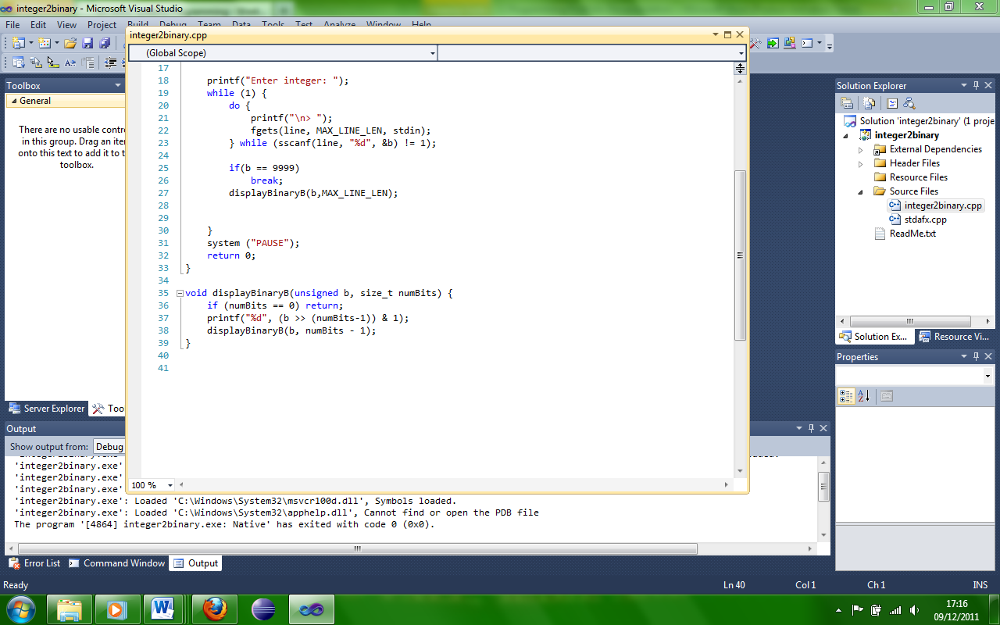 integer2binary - Microsoft Visual Studio
File Edit View Project Build Debug Team Data Tools Test Analyze Window Help
integer2binary.cpp
(Global Scope)
17
18 printf("Enter integer: ");
19 while (1) {
20 do {
21 printf("\n> ");
22 fgets(line, MAX_LINE_LEN, stdin);
23 } while (sscanf(line, "%d", &b) != 1);
24
25 if(b == 9999)
26 break;
27 displayBinaryB(b,MAX_LINE_LEN);
28
29
30 }
31 system ("PAUSE");
32 return 0;
33 }
34
35 void displayBinaryB(unsigned b, size_t numBits) {
36 if (numBits == 0) return;
37 printf("%d", (b >> (numBits-1)) & 1);
38 displayBinaryB(b, numBits - 1);
39 }
40
41
100 %
Toolbox
General
There are no usable contr
in this group. Drag an ite
onto this text to add it to t
toolbox.
Server Explorer Too
Solution Explorer
Solution 'integer2binary' (1 proje
integer2binary
External Dependencies
Header Files
Resource Files
Source Files
integer2binary.cpp
stdafx.cpp
ReadMe.txt
Solution Ex... Resource Vi...
Properties
Output
Show output from: Debug
'integer2binary.exe'
'integer2binary.exe'
'integer2binary.exe'
'integer2binary.exe': Loaded 'C:\Windows\System32\msvcr100d.dll', Symbols loaded.
'integer2binary.exe': Loaded 'C:\Windows\System32\apphelp.dll', Cannot find or open the PDB file
The program '[4864] integer2binary.exe: Native' has exited with code 0 (0x0).
Error List Command Window Output
Ready Ln 40 Col 1 Ch 1 INS
17:16
09/12/2011